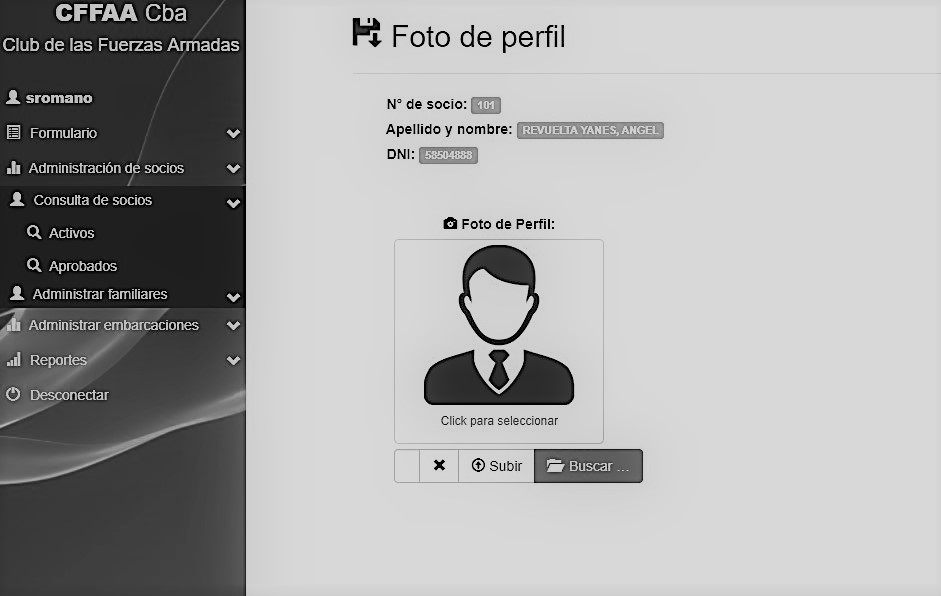 CFFAA Cba
Club de las Fuerzas Armadas
sromano
Formulario
Administración de socios
Consulta de socios
Activos
Aprobados
Administrar familiares
Administrar embarcaciones
Reportes
Desconectar
Foto de perfil
N° de socio: 101
Apellido y nombre: REVUELTA YANES, ANGEL
DNI: 58504888
Foto de Perfil:
Click para seleccionar
Subir Buscar ...